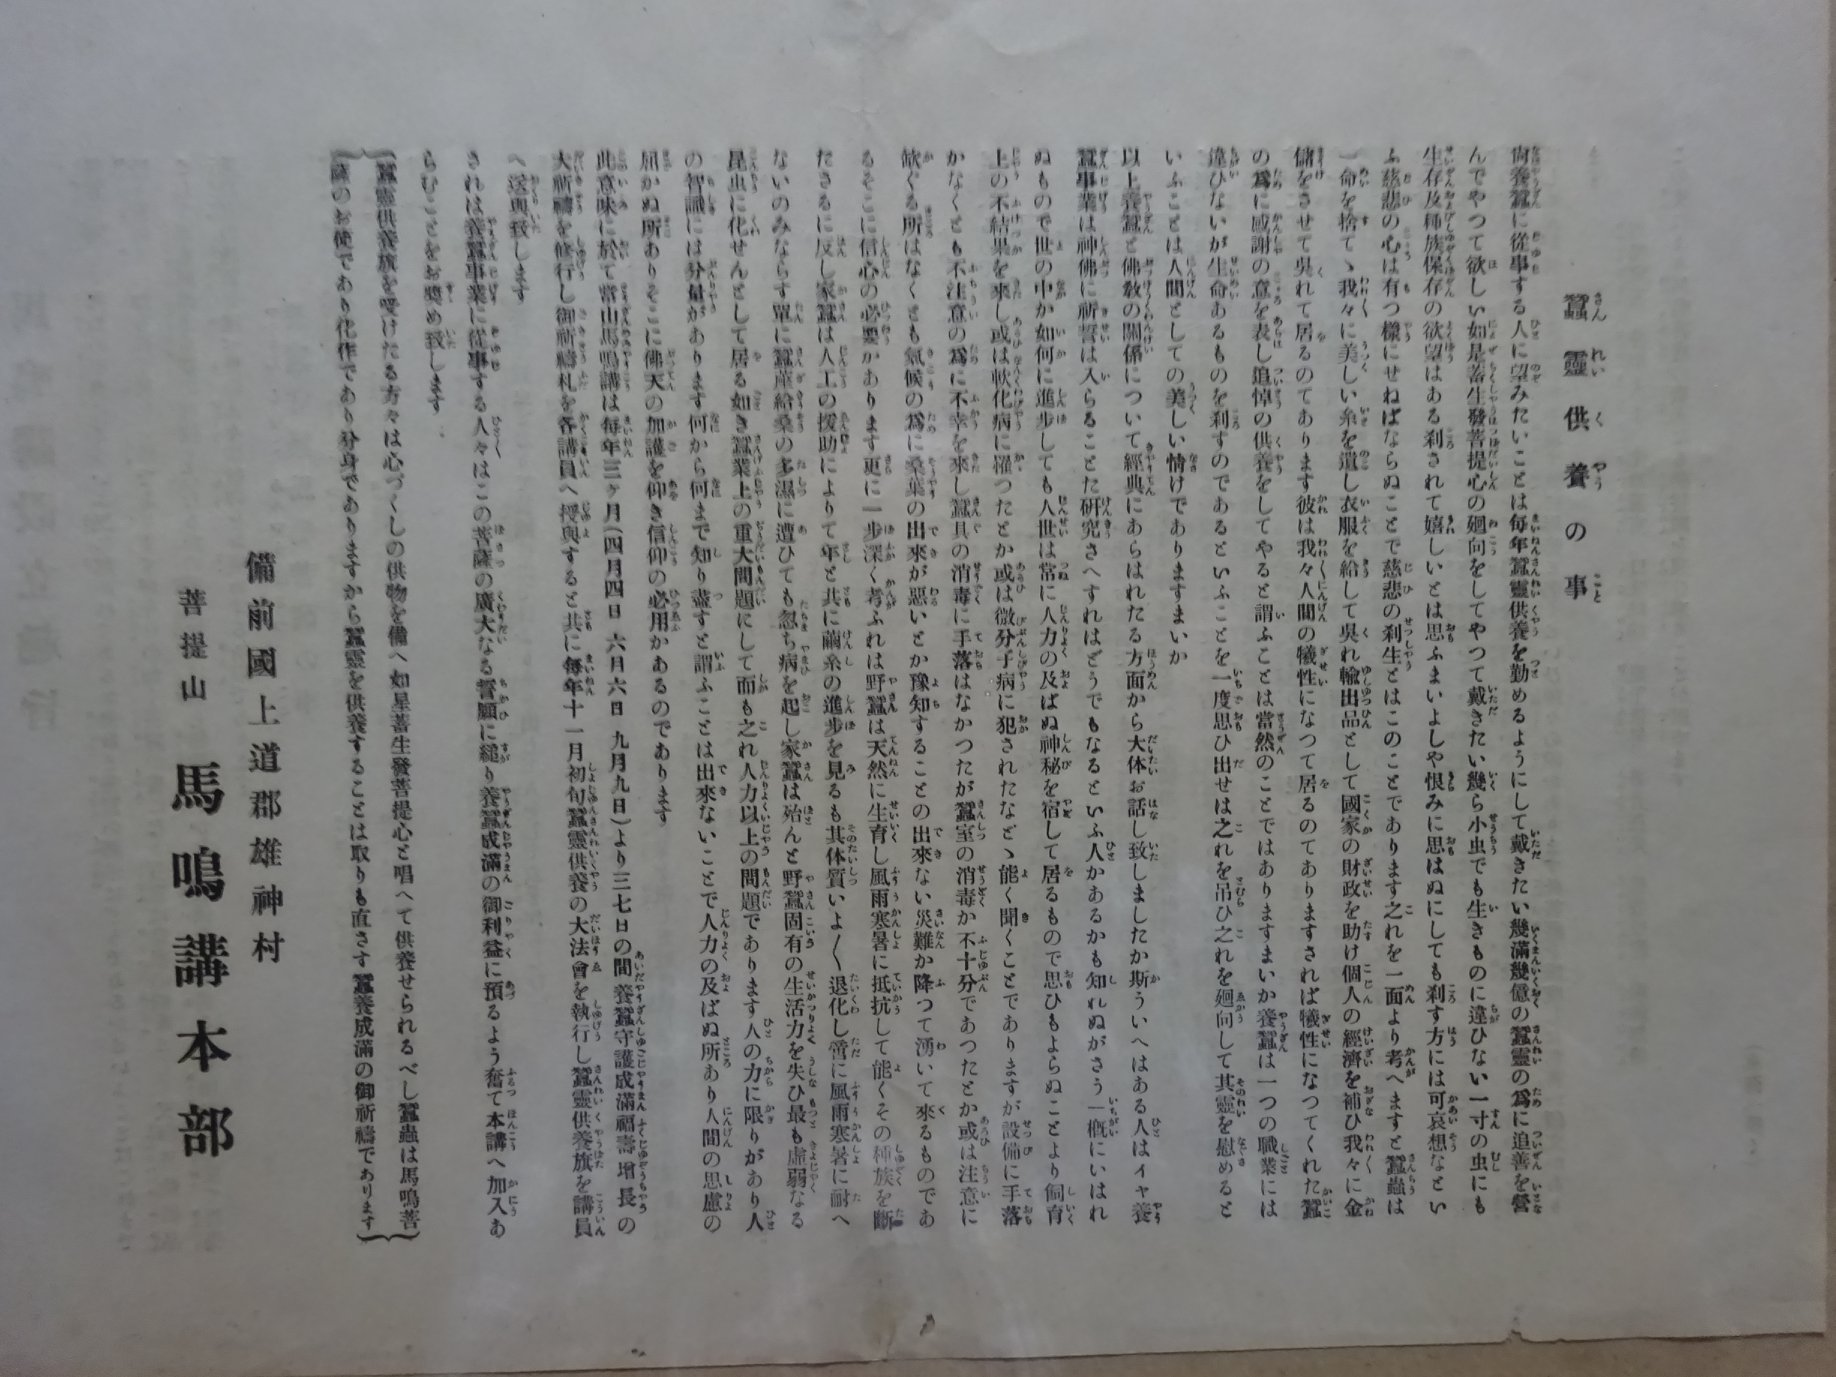 蠶靈供養の事
尙養蠶に從事する人に望みたいことは每年蠶靈供養を勤めるようにして戴きたい幾滿幾億の蠶靈の爲に追善を營
んでやつて欲しい如是畜生發菩提心の廻向をしてやつて戴きたい幾ら小虫でも生きものに違ひない一寸の虫にも
生存及種族保存の欲望はある刹されて嬉しいとは思ふまいよしや恨みに思はぬにしても刹す方には可哀想なとい
ふ慈悲の心は有つ樣にせねばならぬことで慈悲の刹生とはこのことであります之れを一面より考へますと蠶蟲は
一命を捨てゝ我々に美しい糸を遺し衣服を給して吳れ輸出品として國家の財政を助け個人の經濟を補ひ我々に金
儲をさせて吳れて居るのてあります彼は我々人間の犧性になつて居るのてありますされば犧性になつてくれた蠶
の爲に感謝の意を表し追悼の供養をしてやると謂ふことは當然のことではありますまいか養蠶は一つの職業には
違ひないが生命あるものを刹すのであるといふことを一度思ひ出せは之れを吊ひ之れを廻向して其靈を慰めると
いふことは人間としての美しい情けでありますまいか
以上養蠶と佛敎の關係について經典にあらはれたる方面から大体お話し致しましたか斯ういへはある人はイヤ養
蠶事業は神佛に祈誓は入らることた硏究さへすれはどうでもなるといふ人かあるかも知れぬがさう一槪にいはれ
ぬもので世の中か如何に進步しても人世は常に人力の及ばぬ神秘を宿して居るもので思ひもよらぬことより飼育
上の不結果を來し或は軟化病に罹つたとか或は微分子病に犯されたなどゝ能く聞くことでありますが設備に手落
かなくとも不注意の爲に不幸を來し蠶具の消毒に手落はなかつたが蠶室の消毒か不十分であつたとか或は注意に
欲ぐる所はなくとも氣候の爲に桑葉の出來が惡いとか豫知することの出來ない災難か降つて湧いて來るものであ
るそこに信心の必要かあります更に一步深く考ふれは野蠶は天然に生育し風雨寒暑に抵抗して能くその種族を斷
たさるに反し家蠶は人工の援助によりて年と共に繭糸の進步を見るも其体質いよ〱退化し啻に風雨寒暑に耐へ
ないのみならす單に蠶座給桑の多濕に遭ひても忽ち病を起し家蠶は殆んと野蠶固有の生活力を失ひ最も虛弱なる
昆虫に化せんとして居る如き蠶業上の重大問題にして而も之れ人力以上の問題であります人の力に限りがあり人
の智識には分量があります何から何まで知り盡すと謂ふことは出來ないことで人力の及ばぬ所あり人間の思慮の
屆かぬ所ありそこに佛天の加護を仰き信仰の必用かあるのであります
此意味に於て當山馬鳴講は每年三ヶ月(四月四日 六月六日 九月九日)より三七日の間養蠶守護成滿福壽增長の
大祈禱を修行し御祈禱札を各講員へ授與すると共に每年十一月初旬蠶靈供養の大法會を執行し蠶靈供養旗を講員
へ送與致します
されは養蠶事業に從事する人々はこの菩薩の廣大なる誓願に縋り養蠶成滿の御利益に預るよう奮て本講へ加入あ
らむことをお奬め致します
蠶靈供養旗を受けたる方々は心づくしの供物を備へ如是畜生發菩提心と唱へて供養せられるべし蠶蟲は馬鳴菩
薩のお使であり化作であり分身でありますから蠶靈を供養することは取りも直さす蠶養成滿の御祈禱であります
備前國上道郡雄神村
菩提山 馬鳴講本部